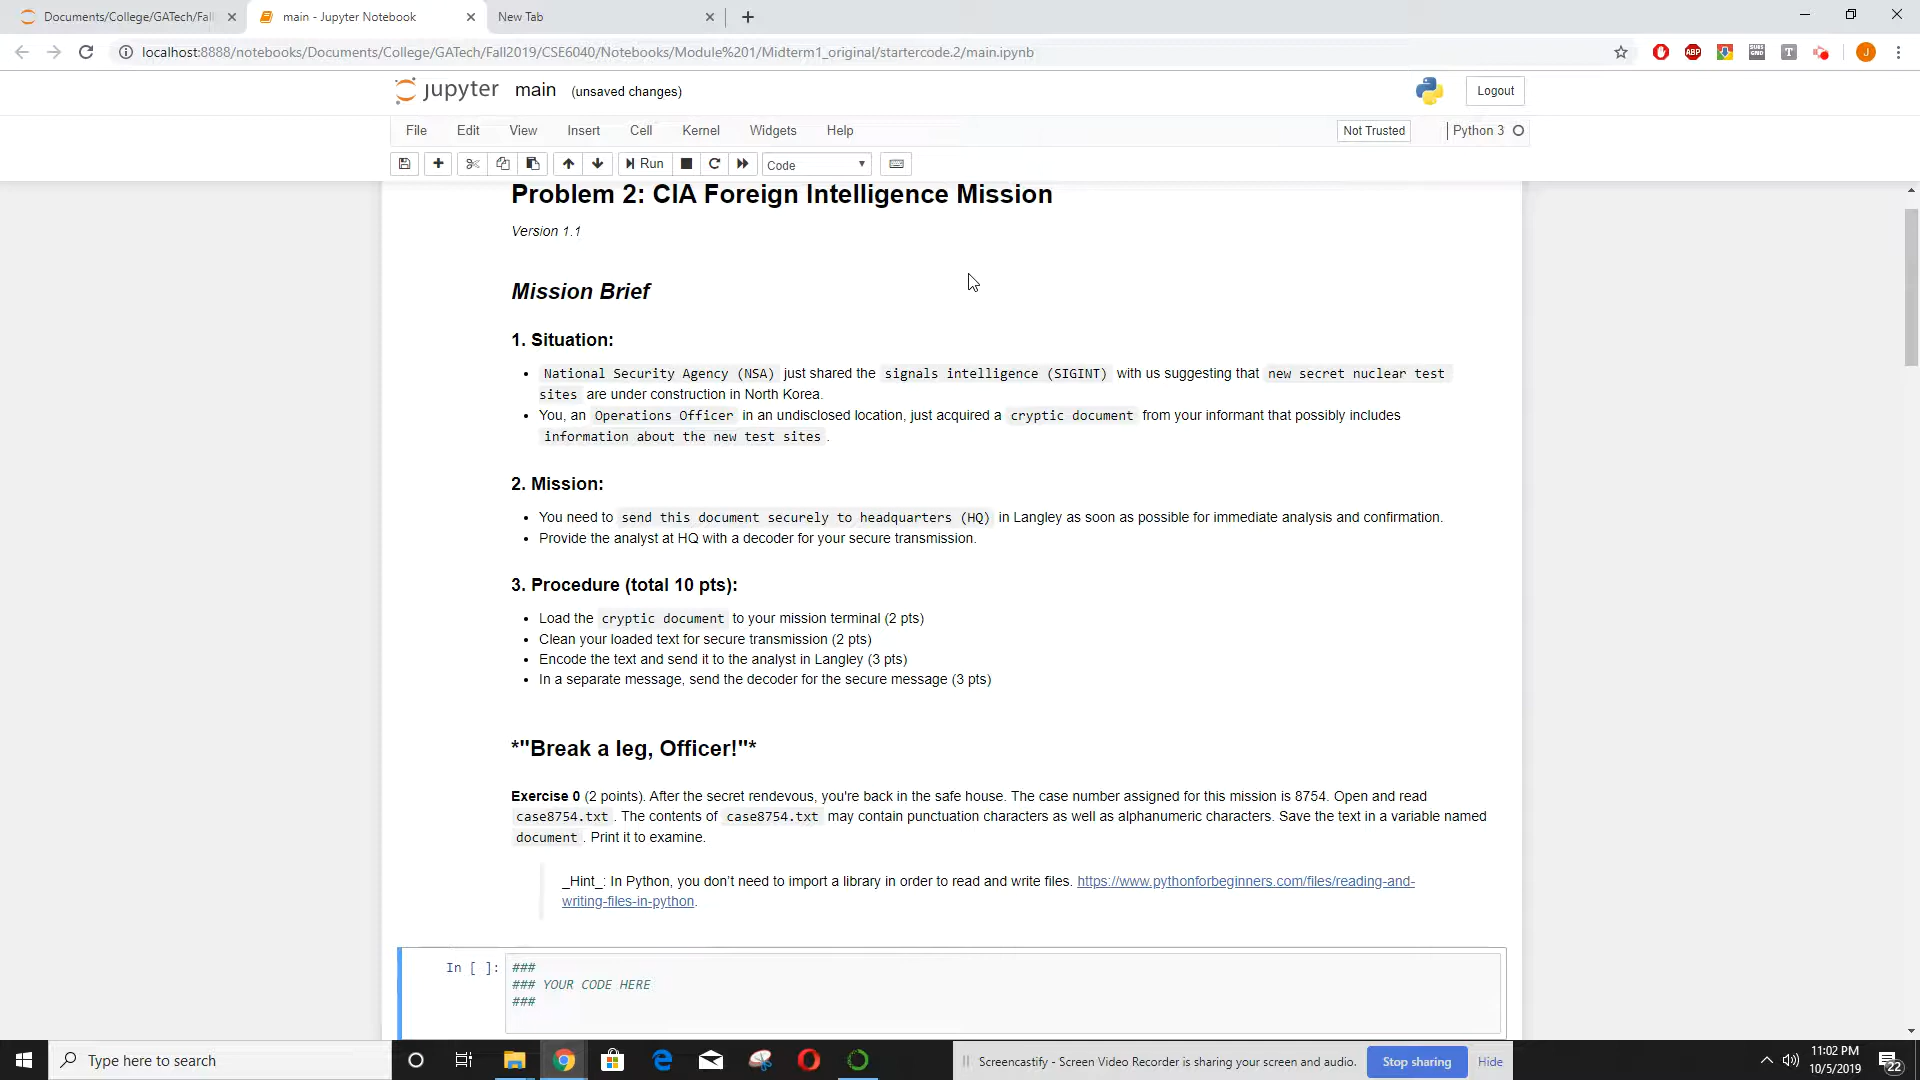 Documents/College/GATech/Fall
main - Jupyter Notebook
New Tab
localhost:8888/notebooks/Documents/College/GATech/Fall2019/CSE6040/Notebooks/Module%201/Midterm1_original/startercode.2/main.ipynb
ABP
T
J
jupyter main (unsaved changes)
Logout
File Edit View Insert Cell Kernel Widgets Help
Not Trusted
Python 3
Run
Code
Problem 2: CIA Foreign Intelligence Mission
Version 1.1
Mission Brief
1. Situation:
• National Security Agency (NSA) just shared the signals intelligence (SIGINT) with us suggesting that new secret nuclear test
sites are under construction in North Korea.
• You, an Operations Officer in an undisclosed location, just acquired a cryptic document from your informant that possibly includes
information about the new test sites .
2. Mission:
• You need to send this document securely to headquarters (HQ) in Langley as soon as possible for immediate analysis and confirmation.
• Provide the analyst at HQ with a decoder for your secure transmission.
3. Procedure (total 10 pts):
• Load the cryptic document to your mission terminal (2 pts)
• Clean your loaded text for secure transmission (2 pts)
• Encode the text and send it to the analyst in Langley (3 pts)
• In a separate message, send the decoder for the secure message (3 pts)
*"Break a leg, Officer!"*
Exercise 0 (2 points). After the secret rendevous, you're back in the safe house. The case number assigned for this mission is 8754. Open and read
case8754.txt . The contents of case8754.txt may contain punctuation characters as well as alphanumeric characters. Save the text in a variable named
document . Print it to examine.
_Hint_: In Python, you don't need to import a library in order to read and write files. https://www.pythonforbeginners.com/files/reading-and-
writing-files-in-python.
In [ ]:
###
### YOUR CODE HERE
###
Type here to search
Screencastify - Screen Video Recorder is sharing your screen and audio.
Stop sharing
Hide
11:02 PM
10/5/2019
22